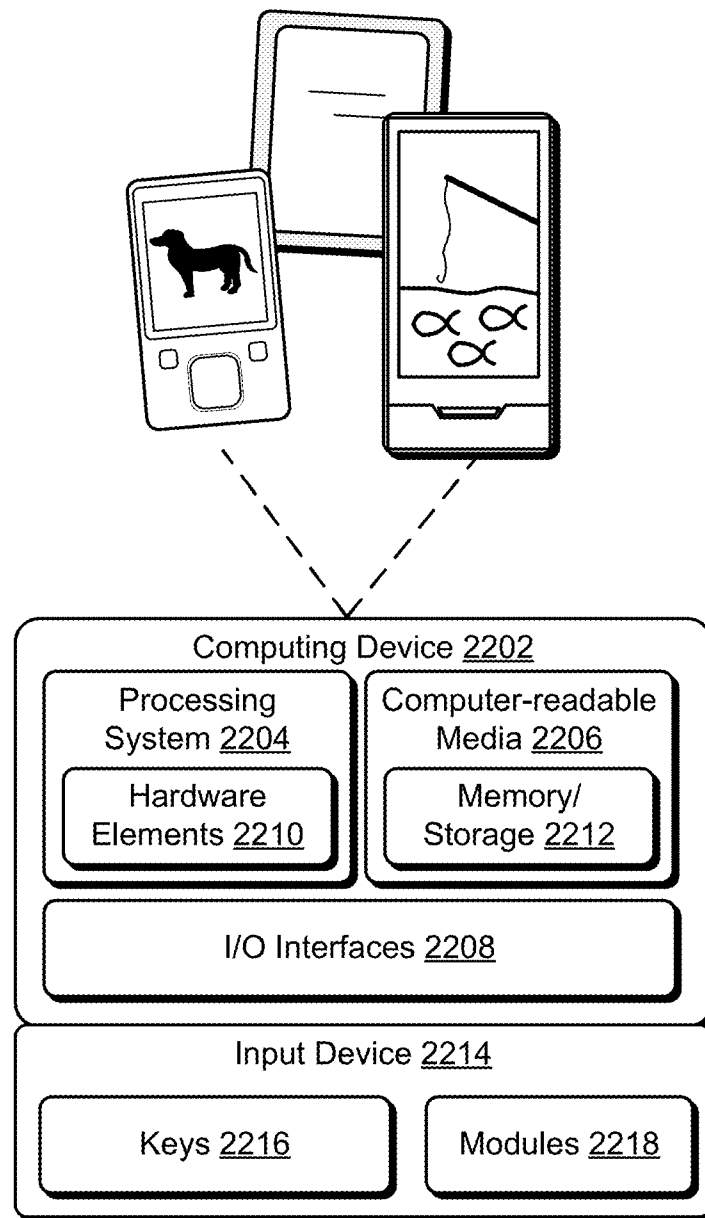 Computing Device 2202
Processing
System 2204
Hardware
Elements 2210
Computer-readable
Media 2206
Memory/
Storage 2212
I/O Interfaces 2208
Input Device 2214
Keys 2216
Modules 2218